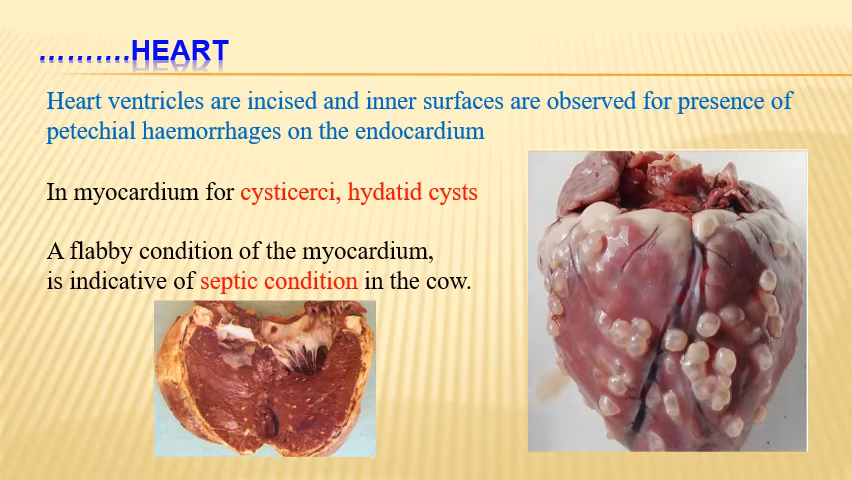 ..........HEART
Heart ventricles are incised and inner surfaces are observed for presence of
petechial haemorrhages on the endocardium
In myocardium for cysticerci, hydatid cysts
A flabby condition of the myocardium,
is indicative of septic condition in the cow.